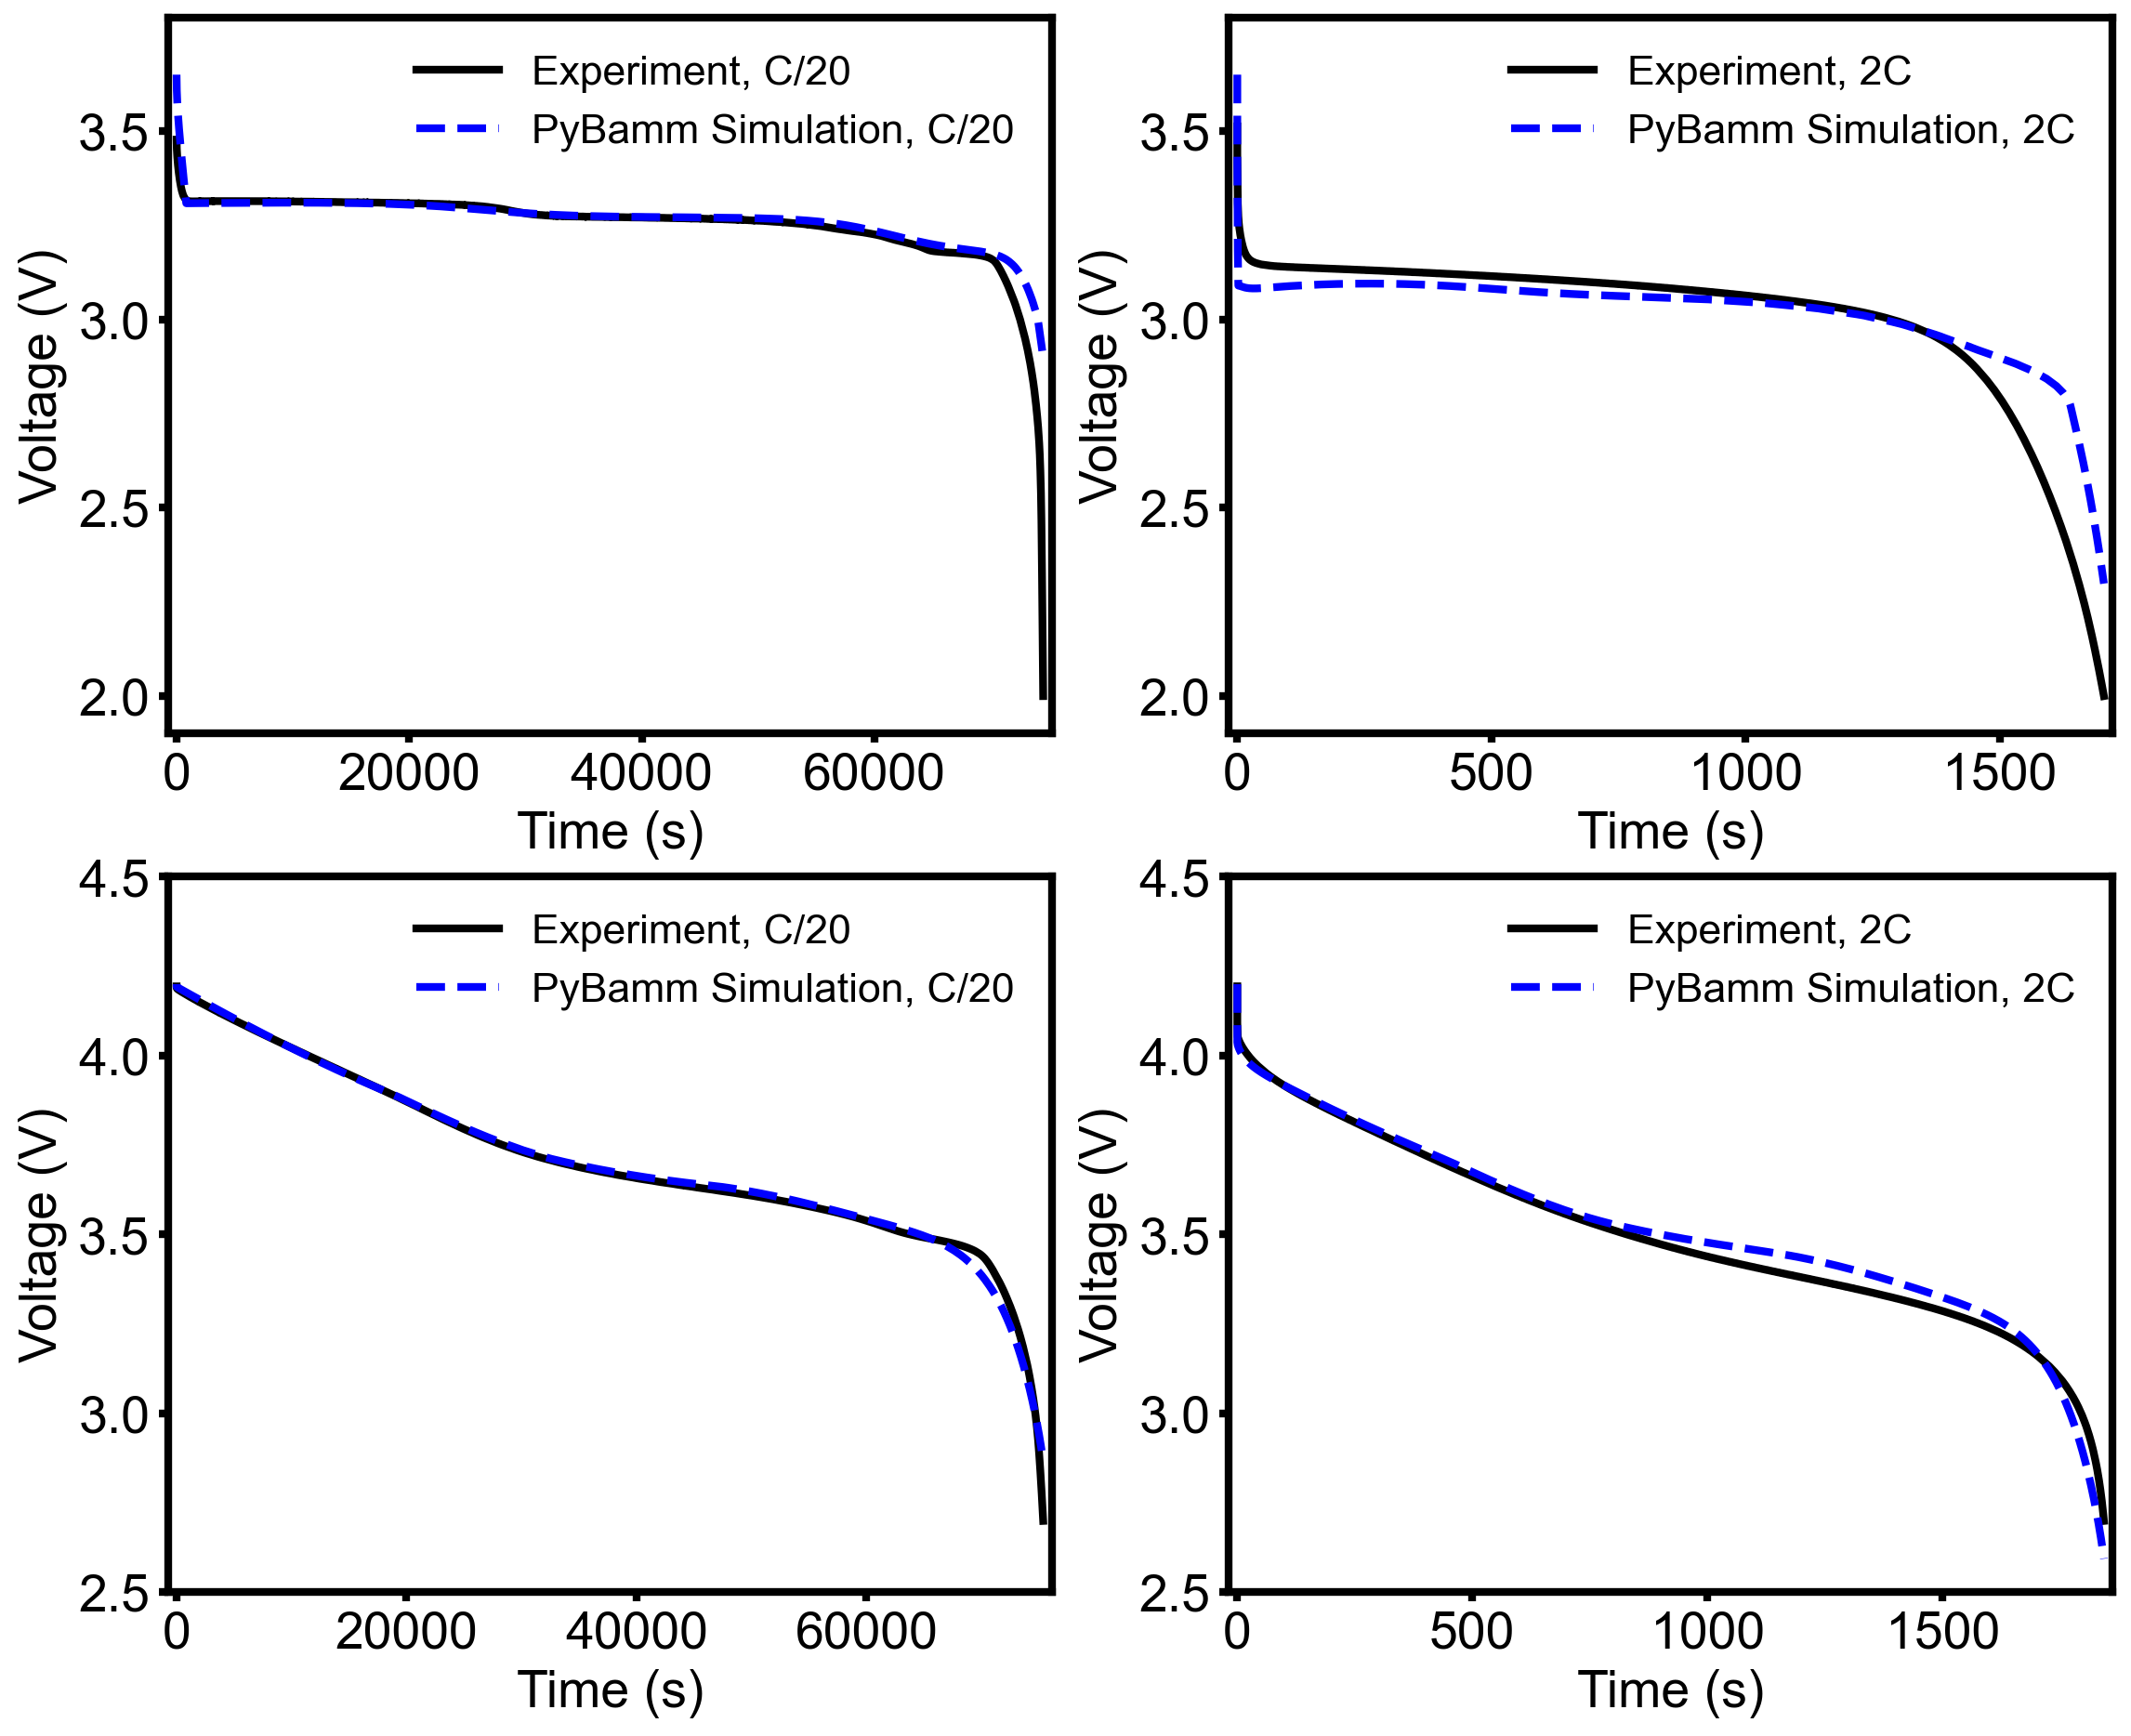 Experiment, C/20
PyBamm Simulation, C/20
3.5
3.0
2.5
2.0
Voltage (V)
0 20000 40000 60000
Time (s)
Experiment, 2C
PyBamm Simulation, 2C
3.5
3.0
2.5
2.0
Voltage (V)
0 500 1000 1500
Time (s)
4.5
Experiment, C/20
PyBamm Simulation, C/20
4.0
3.5
3.0
2.5
Voltage (V)
0 20000 40000 60000
Time (s)
4.5
Experiment, 2C
PyBamm Simulation, 2C
4.0
3.5
3.0
2.5
Voltage (V)
0 500 1000 1500
Time (s)